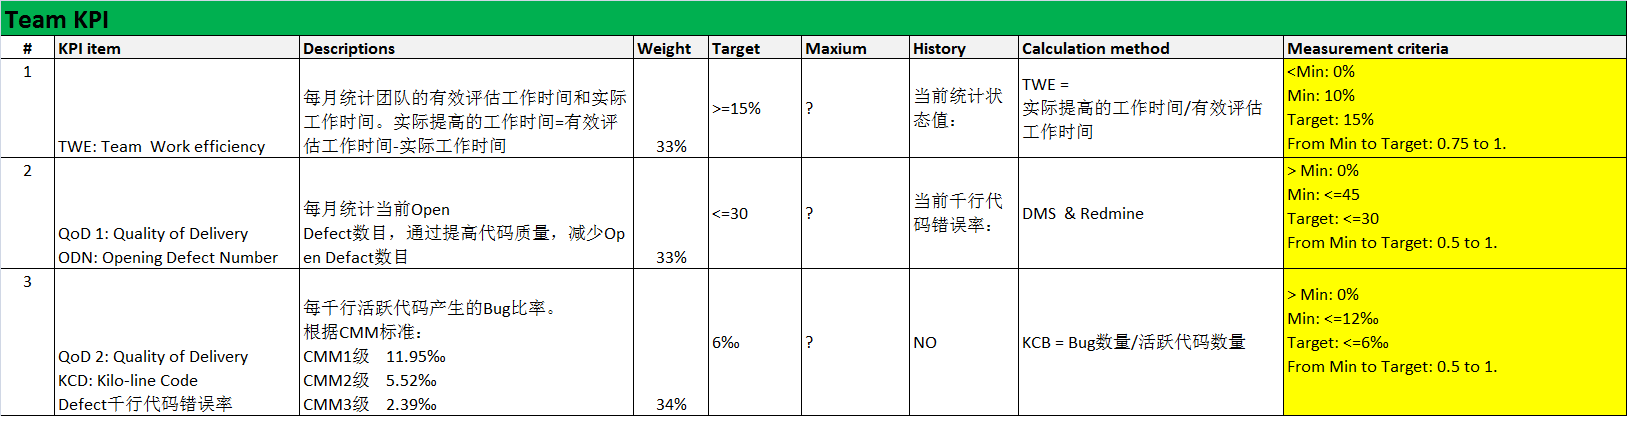 Team KPI
# KPI item Descriptions Weight Target Maxium History Calculation method Measurement criteria
1
TWE: Team  Work efficiency
每月统计团队的有效评估工作时间和实际
工作时间。实际提高的工作时间=有效评
估工作时间-实际工作时间
33%
>=15%
?
当前统计状
态值：
TWE =
实际提高的工作时间/有效评估
工作时间
<Min: 0%
Min: 10%
Target: 15%
From Min to Target: 0.75 to 1.
2
QoD 1: Quality of Delivery
ODN: Opening Defect Number
每月统计当前Open
Defect数目，通过提高代码质量，减少Op
en Defact数目
33%
<=30
?
当前千行代
码错误率：
DMS  & Redmine
> Min: 0%
Min: <=45
Target: <=30
From Min to Target: 0.5 to 1.
3
QoD 2: Quality of Delivery
KCD: Kilo-line Code
Defect千行代码错误率
每千行活跃代码产生的Bug比率。
根据CMM标准：
CMM1级    11.95‰
CMM2级    5.52‰
CMM3级    2.39‰
34%
6‰
?
NO
KCB = Bug数量/活跃代码数量
> Min: 0%
Min: <=12‰
Target: <=6‰
From Min to Target: 0.5 to 1.